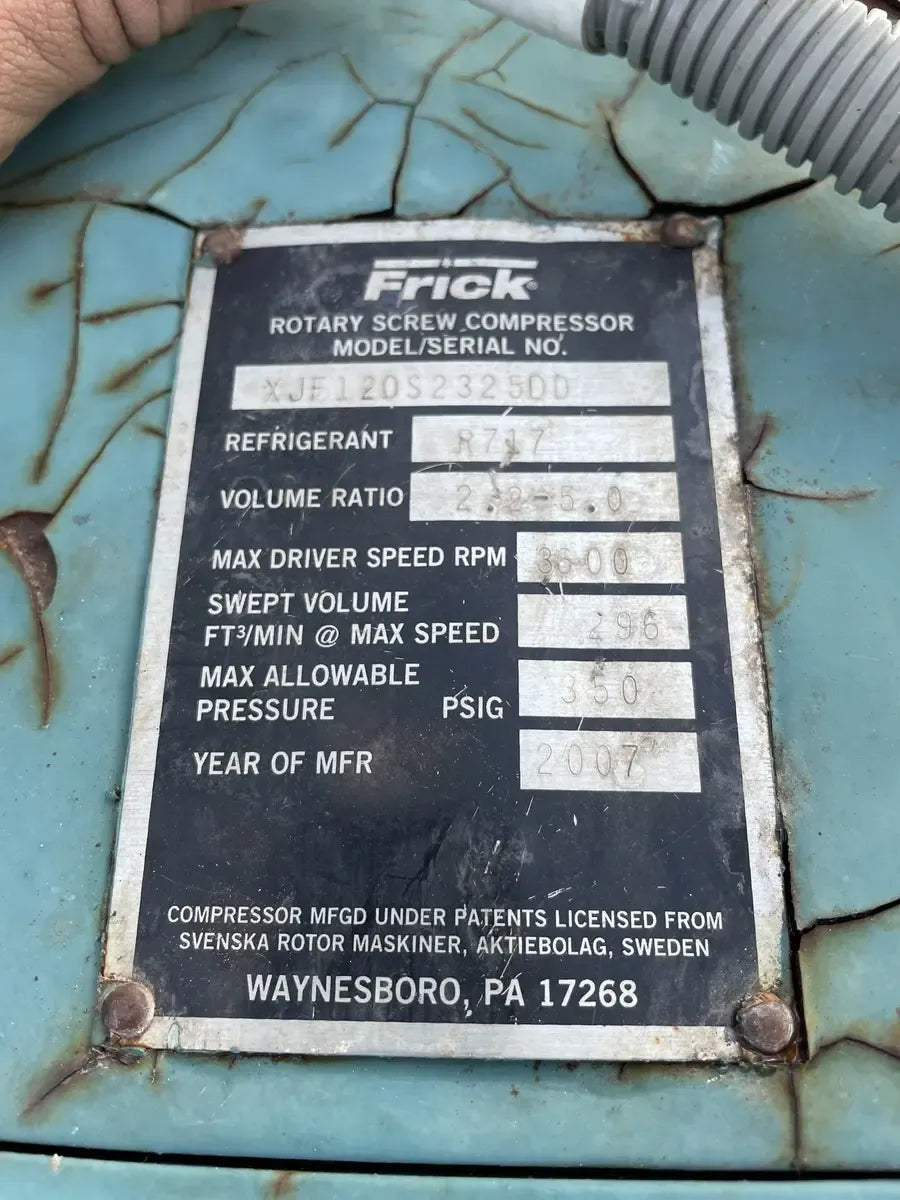 Frick®
ROTARY SCREW COMPRESSOR
MODEL/SERIAL NO.
XJF120S2325DD
REFRIGERANT R717
VOLUME RATIO 2.2-5.0
MAX DRIVER SPEED RPM 3600
SWEPT VOLUME
FT³/MIN @ MAX SPEED 296
MAX ALLOWABLE
PRESSURE PSIG 350
YEAR OF MFR 2007
COMPRESSOR MFGD UNDER PATENTS LICENSED FROM
SVENSKA ROTOR MASKINER, AKTIEBOLAG, SWEDEN
WAYNESBORO, PA 17268